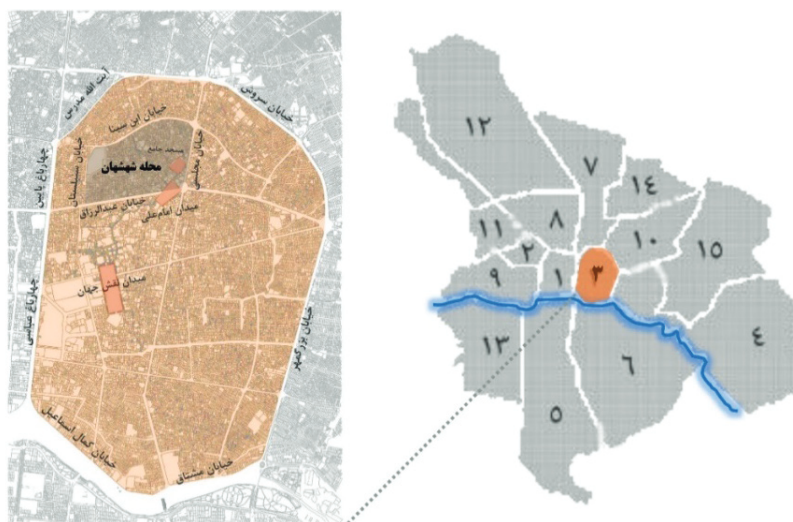 آیت الله مدرس
خیابان سروش
خیابان ابن سینا
چهارباغ پایین
خیابان سنبلستان
مسجد جامع
محله شهشهان
خیابان مجلسی
خیابان عبدالرزاق
میدان امام‌علی
میدان نقش جهان
چهارباغ عباسی
خیابان بزرگمهر
خیابان کمال اسماعیل
خیابان مشتاق
۱۲
۷
۱۴
۸
۱۱
۱۰
۲
۱۵
۹
۱
۳
۴
۱۳
۶
۵